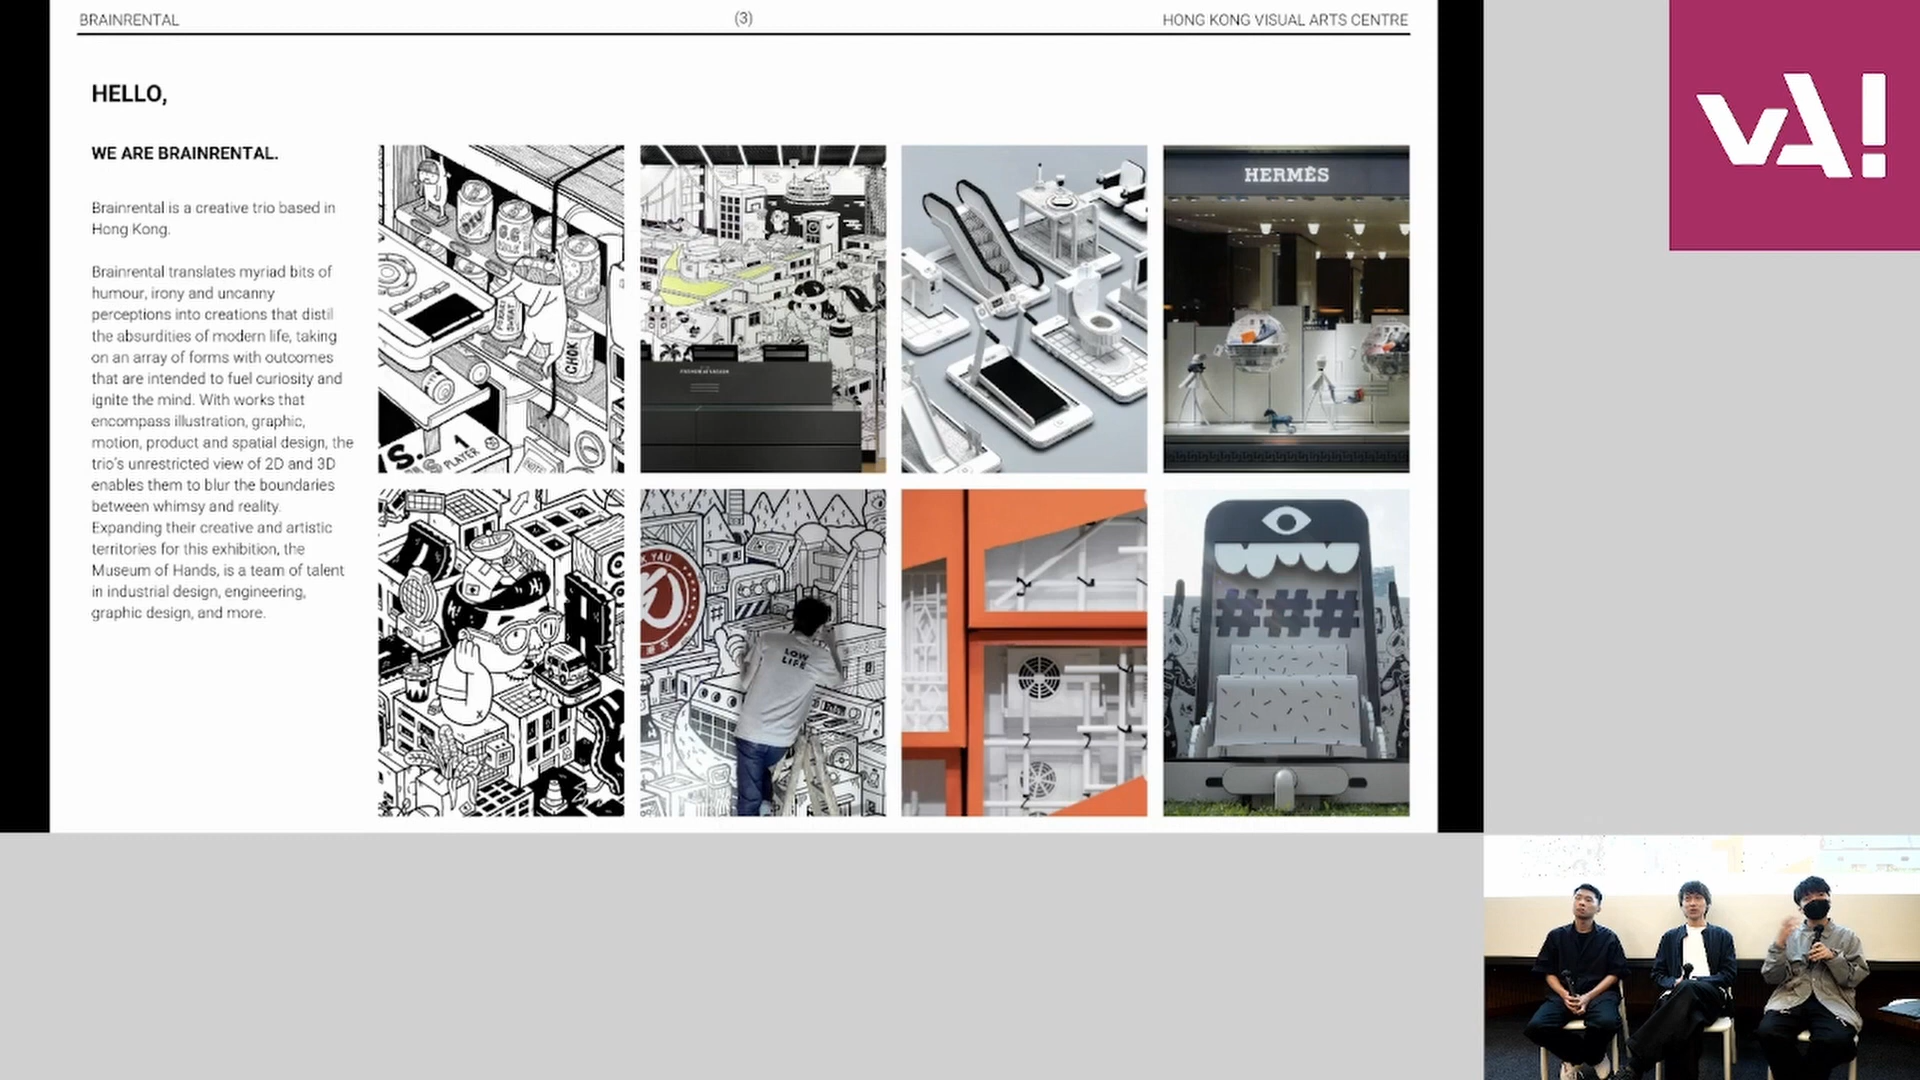 BRAINRENTAL
(3)
HONG KONG VISUAL ARTS CENTRE
vA!
HELLO,
WE ARE BRAINRENTAL.
Brainrental is a creative trio based in
Hong Kong.
Brainrental translates myriad bits of
humour, irony and uncanny
perceptions into creations that distil
the absurdities of modern life, taking
on an array of forms with outcomes
that are intended to fuel curiosity and
ignite the mind. With works that
encompass illustration, graphic,
motion, product and spatial design, the
trio's unrestricted view of 2D and 3D
enables them to blur the boundaries
between whimsy and reality.
Expanding their creative and artistic
territories for this exhibition, the
Museum of Hands, is a team of talent
in industrial design, engineering,
graphic design, and more.
G.G.
CHOK
VS.
1
PLAYER
HERMÈS
YAU
LOW
LIFE
###